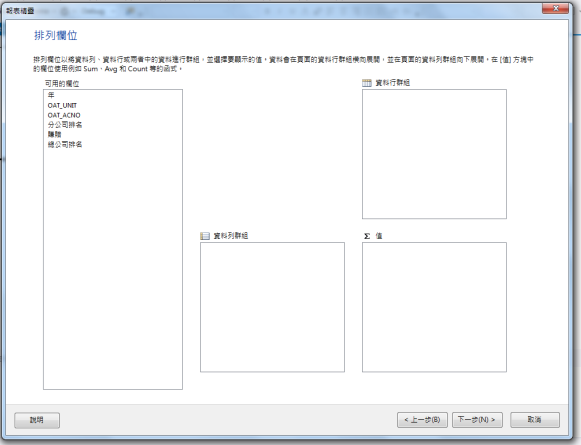 報表精靈
排列欄位
排列欄位以將資料列、資料行或兩者中的資料進行群組，並選擇要顯示的值，資料會在頁面的資料行群組橫向展開，並在頁面的資料列群組向下展開，在 [值] 方塊中
的欄位使用例如 Sum、Avg 和 Count 等的函式。
可用的欄位
資料行群組
年
OAT_UNIT
OAT_ACNO
分公司排名
總公司排名
資料列群組
Σ 值
說明
< 上一步(B)
下一步(N) >
取消